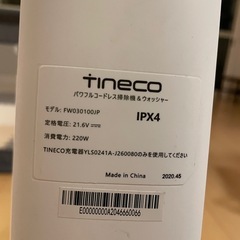 Tineco
パワフルコードレス掃除機＆ウォッシャー
モデル: FW030100JP
IPX4
定格電圧: 21.6V⎓
消費電力: 220W
TINECO充電器YLS0241A-J260080のみを使用してください
Made in China
2020.45
E00000000A2046660066